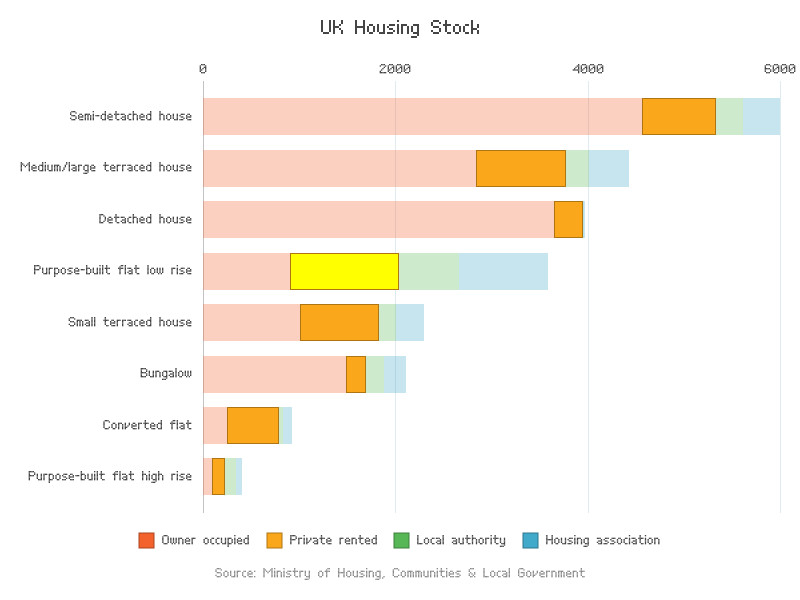 UK Housing Stock
0 2000 4000 6000
Semi-detached house
Medium/large terraced house
Detached house
Purpose-built flat low rise
Small terraced house
Bungalow
Converted flat
Purpose-built flat high rise
Owner occupied Private rented Local authority Housing association
Source: Ministry of Housing, Communities & Local Government